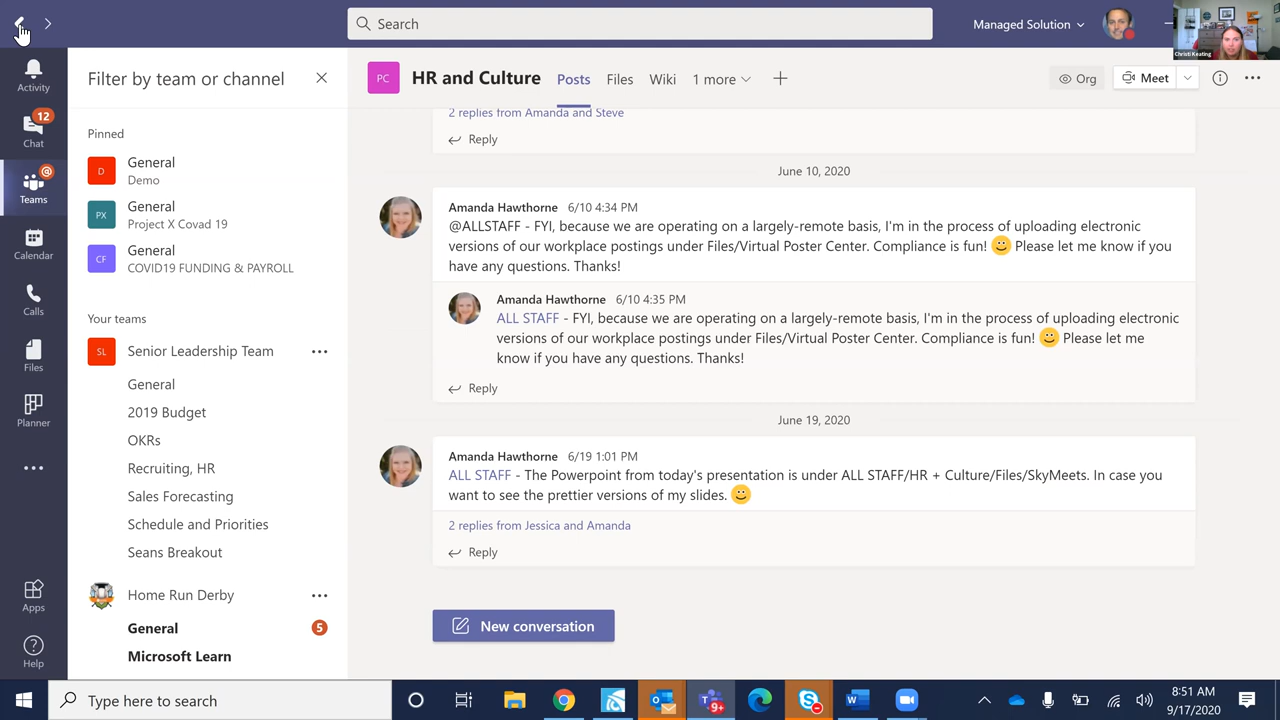 Search
Managed Solution
Christi Keating
Activity
12
Chat
@
Teams
Calendar
Calls
Files
Planner
Apps
Help
Filter by team or channel
Pinned
D
General
Demo
PX
General
Project X Covad 19
CF
General
COVID19 FUNDING & PAYROLL
Your teams
SL
Senior Leadership Team
General
2019 Budget
OKRs
Recruiting, HR
Sales Forecasting
Schedule and Priorities
Seans Breakout
Home Run Derby
General
5
Microsoft Learn
PC
HR and Culture
Posts
Files
Wiki
1 more
Org
Meet
2 replies from Amanda and Steve
Reply
June 10, 2020
Amanda Hawthorne 6/10 4:34 PM
@ALLSTAFF - FYI, because we are operating on a largely-remote basis, I'm in the process of uploading electronic
versions of our workplace postings under Files/Virtual Poster Center. Compliance is fun! 🙂 Please let me know if you
have any questions. Thanks!
Amanda Hawthorne 6/10 4:35 PM
ALL STAFF - FYI, because we are operating on a largely-remote basis, I'm in the process of uploading electronic
versions of our workplace postings under Files/Virtual Poster Center. Compliance is fun! 🙂 Please let me
know if you have any questions. Thanks!
Reply
June 19, 2020
Amanda Hawthorne 6/19 1:01 PM
ALL STAFF - The Powerpoint from today's presentation is under ALL STAFF/HR + Culture/Files/SkyMeets. In case you
want to see the prettier versions of my slides. 🙂
2 replies from Jessica and Amanda
Reply
New conversation
Type here to search
9+
8:51 AM
9/17/2020